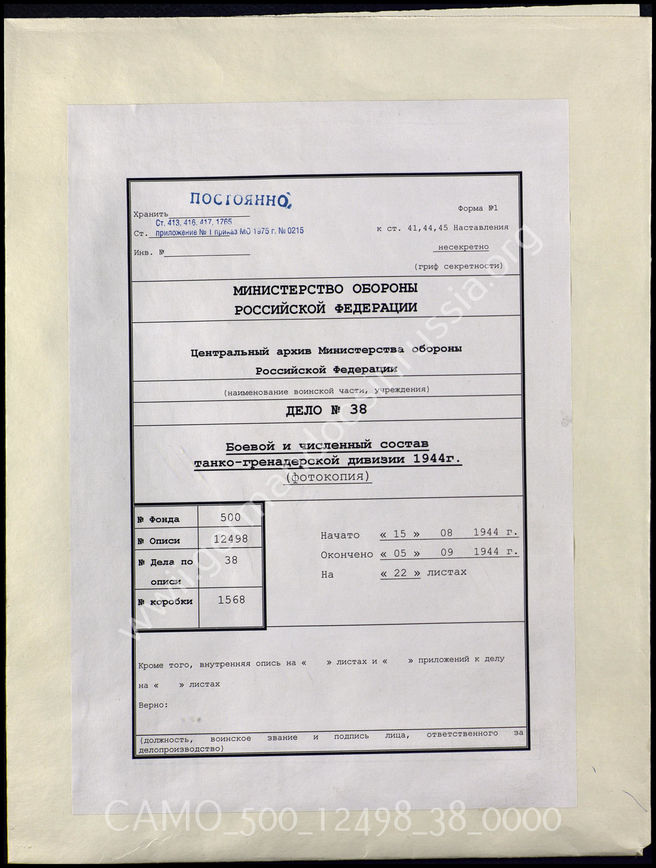 ПОСТОЯННО
Хранить
Ст. 413, 416, 417, 1765
Ст. приложение № 1 приказ МО 1975 г. № 0215
Инв. №
Форма №1
к ст. 41,44,45 Наставления
несекретно
(гриф секретности)
МИНИСТЕРСТВО ОБОРОНЫ
РОССИЙСКОЙ ФЕДЕРАЦИИ
Центральный архив Министерства обороны
Российской Федерации
(наименование воинской части, учреждения)
ДЕЛО № 38
Боевой и численный состав
танко-гренадерской дивизии 1944г.
(фотокопия)
№ Фонда 500
№ Описи 12498
№ Дела по 38
описи
№ коробки 1568
Начато « 15 » 08 1944 г.
Окончено « 05 » 09 1944 г.
На « 22 » листах
Кроме того, внутренняя опись на « » листах и « » приложений к делу
на « » листах
Верно:
(должность, воинское звание и подпись лица, ответственного за
делопроизводство)
www.germandocsinrussia.org
CAMO_500_12498_38_0000